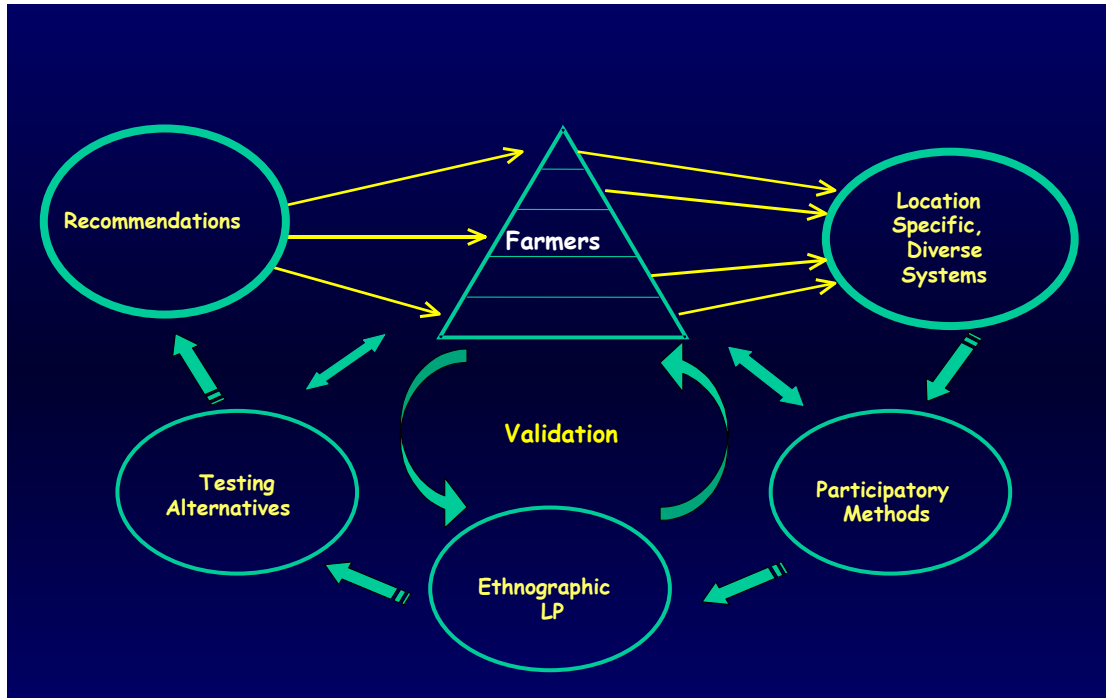 Recommendations
Farmers
Location
Specific,
Diverse
Systems
Validation
Testing
Alternatives
Participatory
Methods
Ethnographic
LP